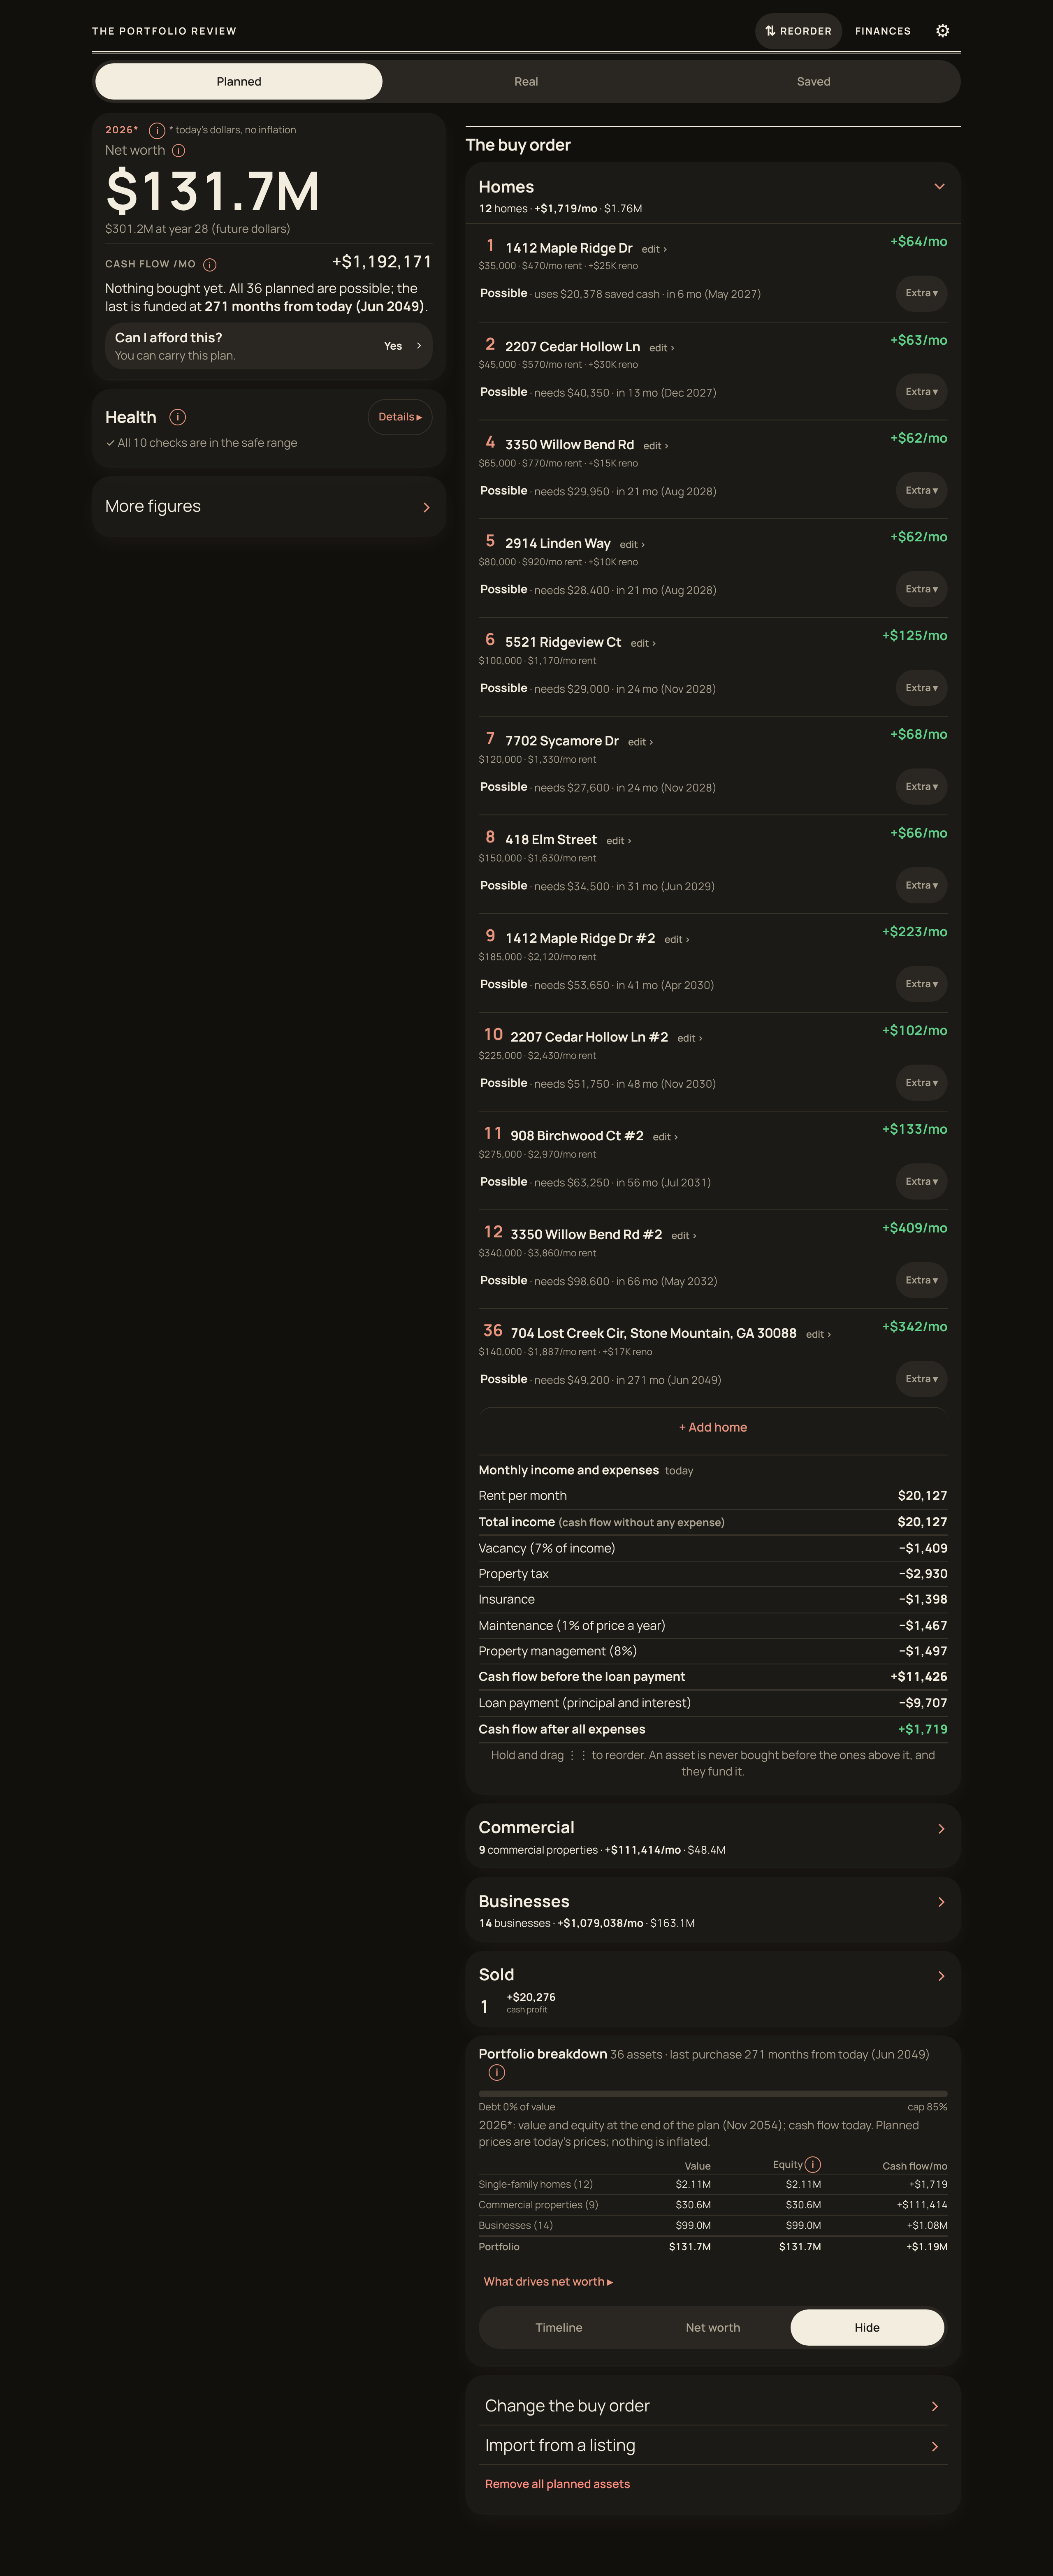 THE PORTFOLIO REVIEW
⇅ REORDER
FINANCES
Planned
Real
Saved
2026* i * today's dollars, no inflation
Net worth i
$131.7M
$301.2M at year 28 (future dollars)
CASH FLOW /MO i +$1,192,171
Nothing bought yet. All 36 planned are possible; the
last is funded at 271 months from today (Jun 2049).
Can I afford this?
You can carry this plan.
Yes ›
Health i
Details ▸
✓ All 10 checks are in the safe range
More figures
The buy order
Homes
12 homes · +$1,719/mo · $1.76M
1 1412 Maple Ridge Dr edit › +$64/mo
$35,000 · $470/mo rent · +$25K reno
Possible · uses $20,378 saved cash · in 6 mo (May 2027) Extra ▾
2 2207 Cedar Hollow Ln edit › +$63/mo
$45,000 · $570/mo rent · +$30K reno
Possible · needs $40,350 · in 13 mo (Dec 2027) Extra ▾
4 3350 Willow Bend Rd edit › +$62/mo
$65,000 · $770/mo rent · +$15K reno
Possible · needs $29,950 · in 21 mo (Aug 2028) Extra ▾
5 2914 Linden Way edit › +$62/mo
$80,000 · $920/mo rent · +$10K reno
Possible · needs $28,400 · in 21 mo (Aug 2028) Extra ▾
6 5521 Ridgeview Ct edit › +$125/mo
$100,000 · $1,170/mo rent
Possible · needs $29,000 · in 24 mo (Nov 2028) Extra ▾
7 7702 Sycamore Dr edit › +$68/mo
$120,000 · $1,330/mo rent
Possible · needs $27,600 · in 24 mo (Nov 2028) Extra ▾
8 418 Elm Street edit › +$66/mo
$150,000 · $1,630/mo rent
Possible · needs $34,500 · in 31 mo (Jun 2029) Extra ▾
9 1412 Maple Ridge Dr #2 edit › +$223/mo
$185,000 · $2,120/mo rent
Possible · needs $53,650 · in 41 mo (Apr 2030) Extra ▾
10 2207 Cedar Hollow Ln #2 edit › +$102/mo
$225,000 · $2,430/mo rent
Possible · needs $51,750 · in 48 mo (Nov 2030) Extra ▾
11 908 Birchwood Ct #2 edit › +$133/mo
$275,000 · $2,970/mo rent
Possible · needs $63,250 · in 56 mo (Jul 2031) Extra ▾
12 3350 Willow Bend Rd #2 edit › +$409/mo
$340,000 · $3,860/mo rent
Possible · needs $98,600 · in 66 mo (May 2032) Extra ▾
36 704 Lost Creek Cir, Stone Mountain, GA 30088 edit › +$342/mo
$140,000 · $1,887/mo rent · +$17K reno
Possible · needs $49,200 · in 271 mo (Jun 2049) Extra ▾
+ Add home
Monthly income and expenses today
Rent per month $20,127
Total income (cash flow without any expense) $20,127
Vacancy (7% of income) −$1,409
Property tax −$2,930
Insurance −$1,398
Maintenance (1% of price a year) −$1,467
Property management (8%) −$1,497
Cash flow before the loan payment +$11,426
Loan payment (principal and interest) −$9,707
Cash flow after all expenses +$1,719
Hold and drag ⋮⋮ to reorder. An asset is never bought before the ones above it, and
they fund it.
Commercial
9 commercial properties · +$111,414/mo · $48.4M
Businesses
14 businesses · +$1,079,038/mo · $163.1M
Sold
1 +$20,276
cash profit
Portfolio breakdown 36 assets · last purchase 271 months from today (Jun 2049)
i
Debt 0% of value cap 85%
2026*: value and equity at the end of the plan (Nov 2054); cash flow today. Planned
prices are today's prices; nothing is inflated.
Value Equity i Cash flow/mo
Single-family homes (12) $2.11M $2.11M +$1,719
Commercial properties (9) $30.6M $30.6M +$111,414
Businesses (14) $99.0M $99.0M +$1.08M
Portfolio $131.7M $131.7M +$1.19M
What drives net worth ▸
Timeline
Net worth
Hide
Change the buy order
Import from a listing
Remove all planned assets